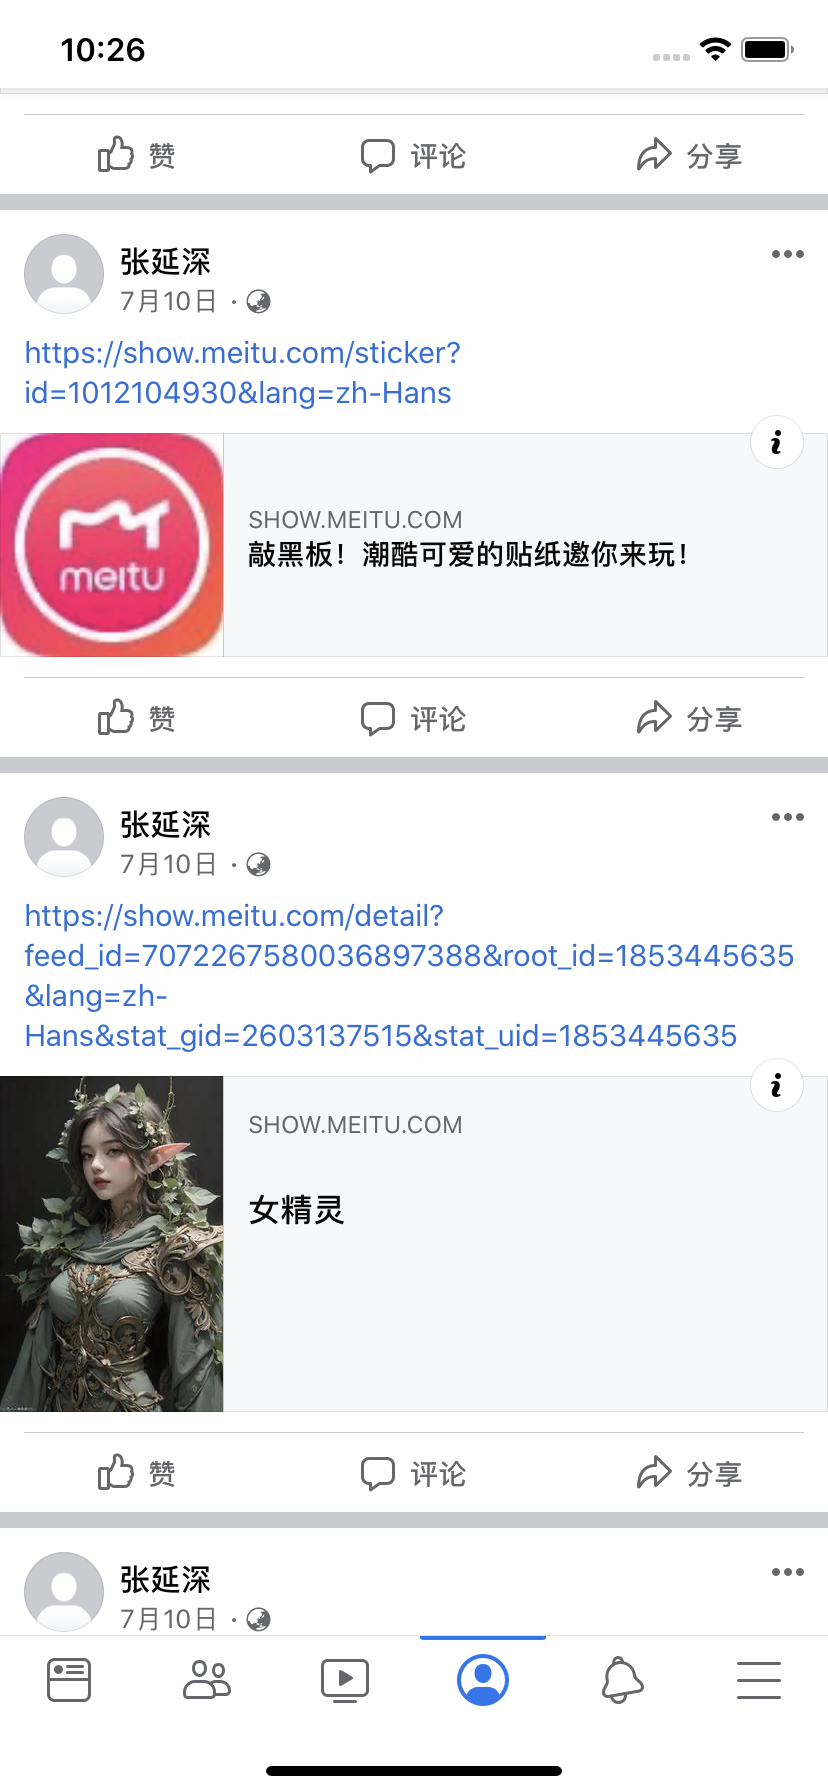 10:26
赞 评论 分享
张延深
7月10日 ·
https://show.meitu.com/sticker?
id=1012104930&lang=zh-Hans
meitu
SHOW.MEITU.COM
敲黑板！潮酷可爱的贴纸邀你来玩！
赞 评论 分享
张延深
7月10日 ·
https://show.meitu.com/detail?
feed_id=7072267580036897388&root_id=1853445635
&lang=zh-
Hans&stat_gid=2603137515&stat_uid=1853445635
SHOW.MEITU.COM
女精灵
赞 评论 分享
张延深
7月10日 ·